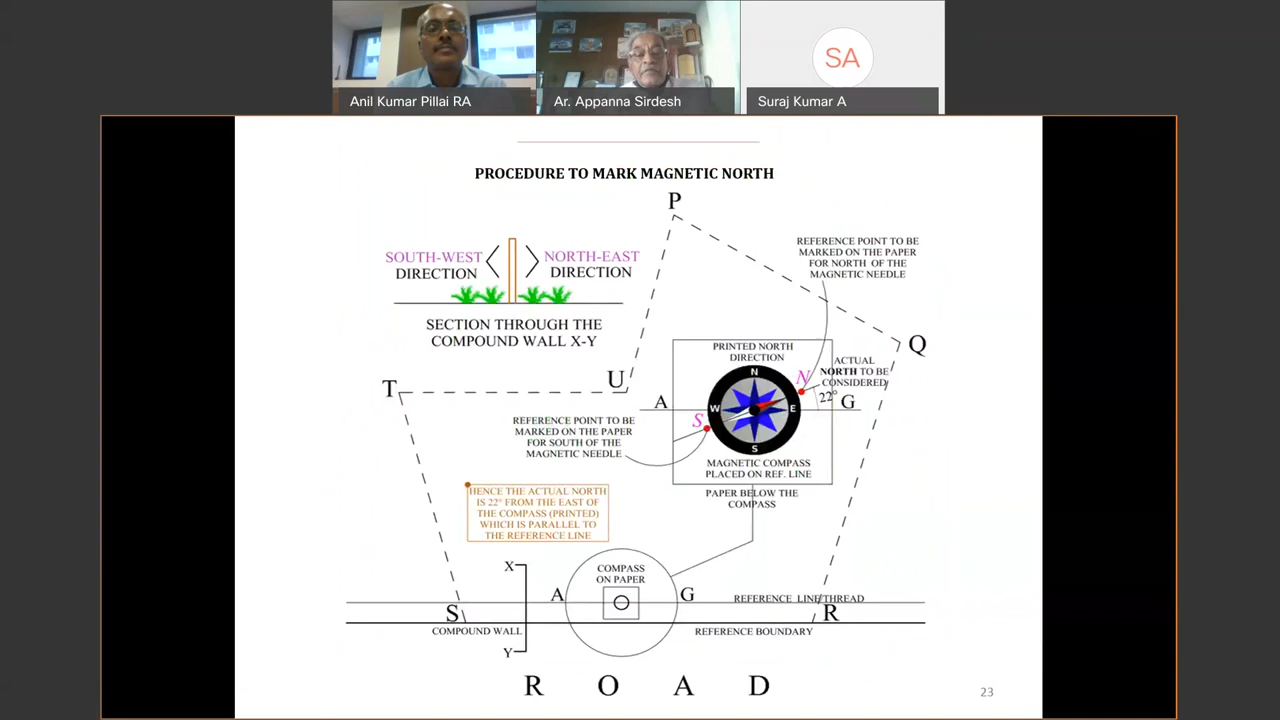 SA
Anil Kumar Pillai RA
Ar. Appanna Sirdesh
Suraj Kumar A
PROCEDURE TO MARK MAGNETIC NORTH
P
SOUTH-WEST
DIRECTION
NORTH-EAST
DIRECTION
SECTION THROUGH THE
COMPOUND WALL X-Y
REFERENCE POINT TO BE
MARKED ON THE PAPER
FOR NORTH OF THE
MAGNETIC NEEDLE
Q
T
U
PRINTED NORTH
DIRECTION
ACTUAL
NORTH TO BE
CONSIDERED
N
N
22°
A
W
E
G
S
S
REFERENCE POINT TO BE
MARKED ON THE PAPER
FOR SOUTH OF THE
MAGNETIC NEEDLE
MAGNETIC COMPASS
PLACED ON REF. LINE
PAPER BELOW THE
COMPASS
HENCE THE ACTUAL NORTH
IS 22° FROM THE EAST OF
THE COMPASS (PRINTED)
WHICH IS PARALLEL TO
THE REFERENCE LINE
X
COMPASS
ON PAPER
A
G
REFERENCE LINE/THREAD
S
R
COMPOUND WALL
REFERENCE BOUNDARY
Y
R O A D
23